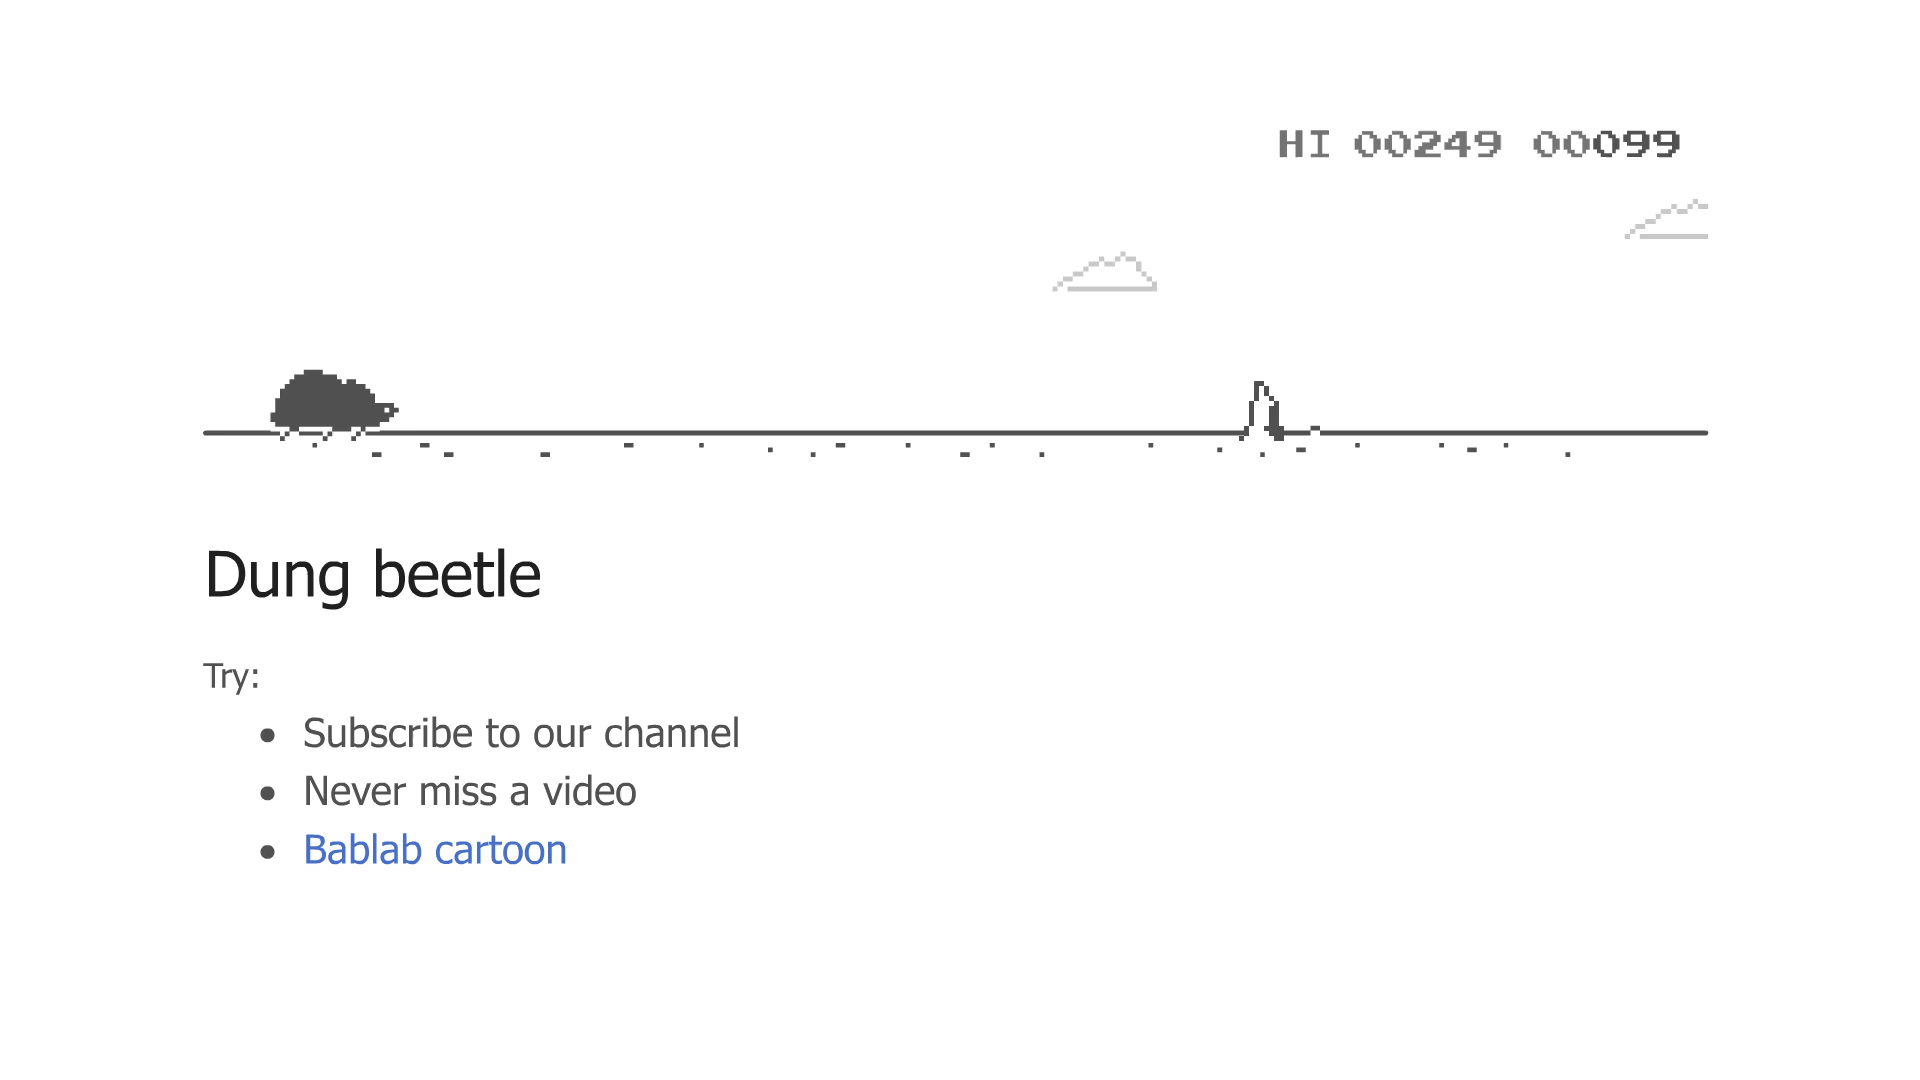 HI 00249 00099
Dung beetle
Try:
Subscribe to our channel
Never miss a video
Bablab cartoon